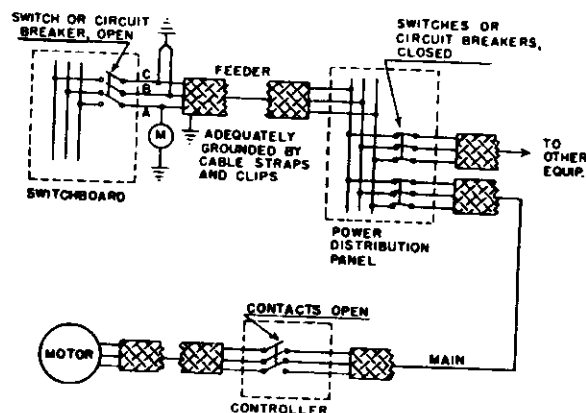 SWITCH OR CIRCUIT
BREAKER, OPEN
SWITCHES OR
CIRCUIT BREAKERS,
CLOSED
C
B
A
FEEDER
M
ADEQUATELY
GROUNDED BY
CABLE STRAPS
AND CLIPS
TO
OTHER
EQUIP.
SWITCHBOARD
POWER
DISTRIBUTION
PANEL
CONTACTS OPEN
MOTOR
MAIN
CONTROLLER